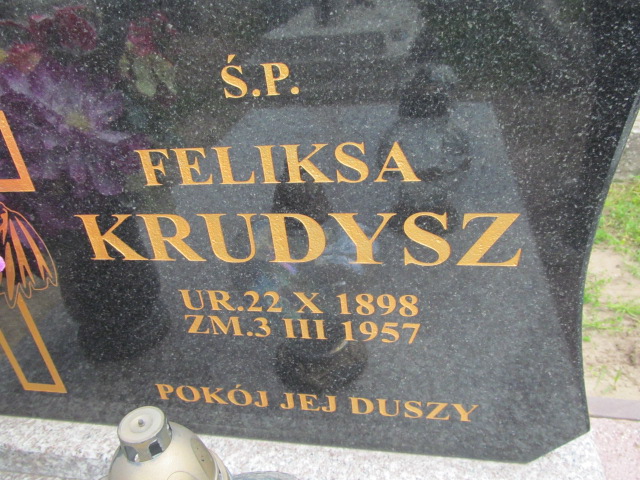 Ś.P.
FELIKSA
KRUDYSZ
UR.22 X 1898
ZM.3 III 1957
POKÓJ JEJ DUSZY